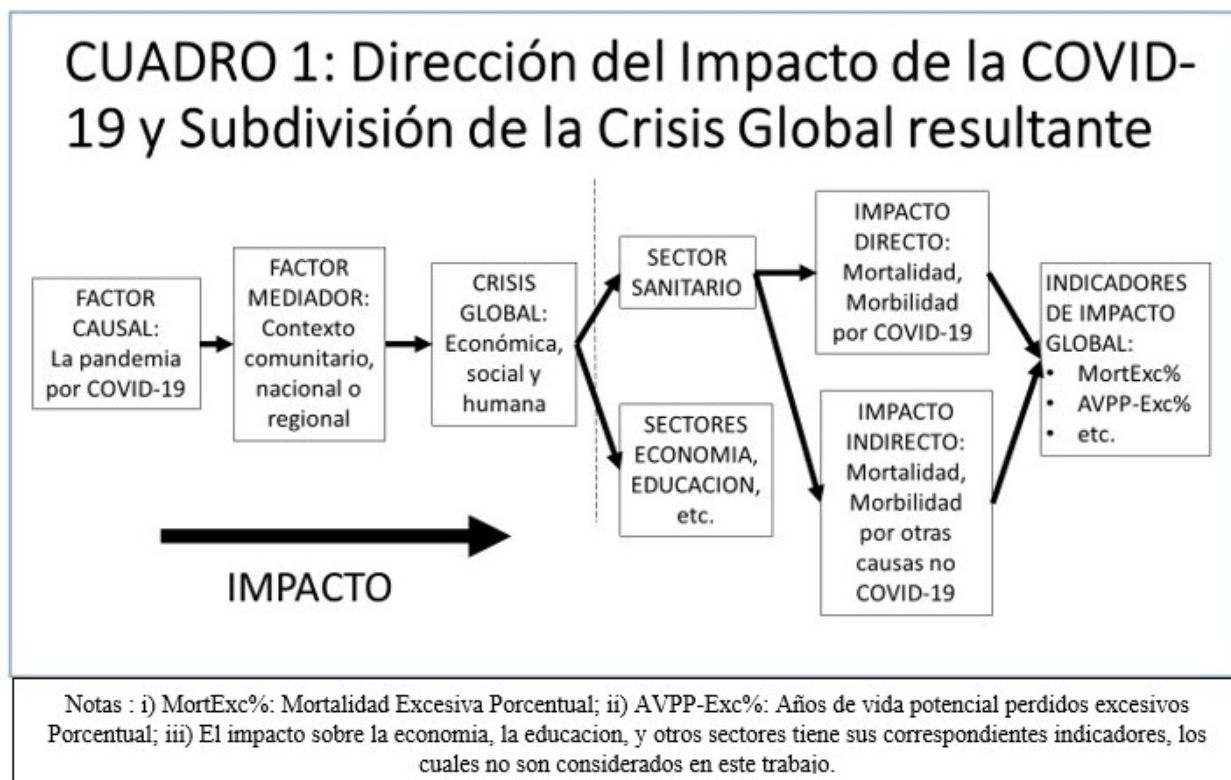 CUADRO 1: Dirección del Impacto de la COVID-
19 y Subdivisión de la Crisis Global resultante
FACTOR
CAUSAL:
La pandemia
por COVID-19
FACTOR
MEDIADOR:
Contexto
comunitario,
nacional o
regional
CRISIS
GLOBAL:
Económica,
social y
humana
SECTOR
SANITARIO
SECTORES
ECONOMIA,
EDUCACION,
etc.
IMPACTO
DIRECTO:
Mortalidad,
Morbilidad
por COVID-19
IMPACTO
INDIRECTO:
Mortalidad,
Morbilidad
por otras
causas no
COVID-19
INDICADORES
DE IMPACTO
GLOBAL:
• MortExc%
• AVPP-Exc%
• etc.
IMPACTO
Notas : i) MortExc%: Mortalidad Excesiva Porcentual; ii) AVPP-Exc%: Años de vida potencial perdidos excesivos
Porcentual; iii) El impacto sobre la economia, la educacion, y otros sectores tiene sus correspondientes indicadores, los
cuales no son considerados en este trabajo.